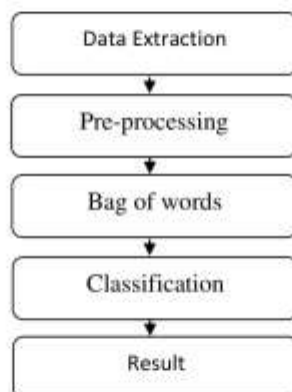 Data Extraction
Pre-processing
Bag of words
Classification
Result